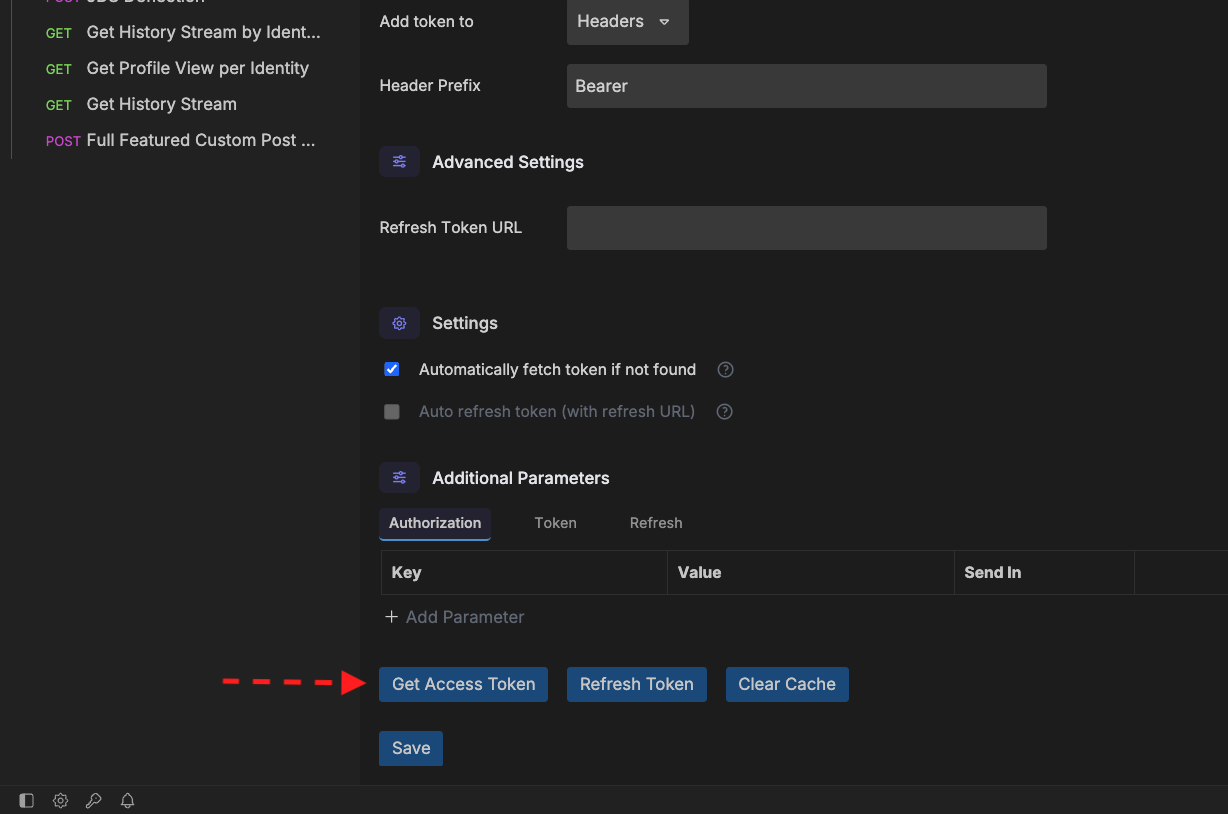 GET Get History Stream by Ident...
GET Get Profile View per Identity
GET Get History Stream
POST Full Featured Custom Post ...
Add token to Headers
Header Prefix Bearer
Advanced Settings
Refresh Token URL
Settings
Automatically fetch token if not found ?
Auto refresh token (with refresh URL) ?
Additional Parameters
Authorization Token Refresh
Key Value Send In
+ Add Parameter
Get Access Token Refresh Token Clear Cache
Save